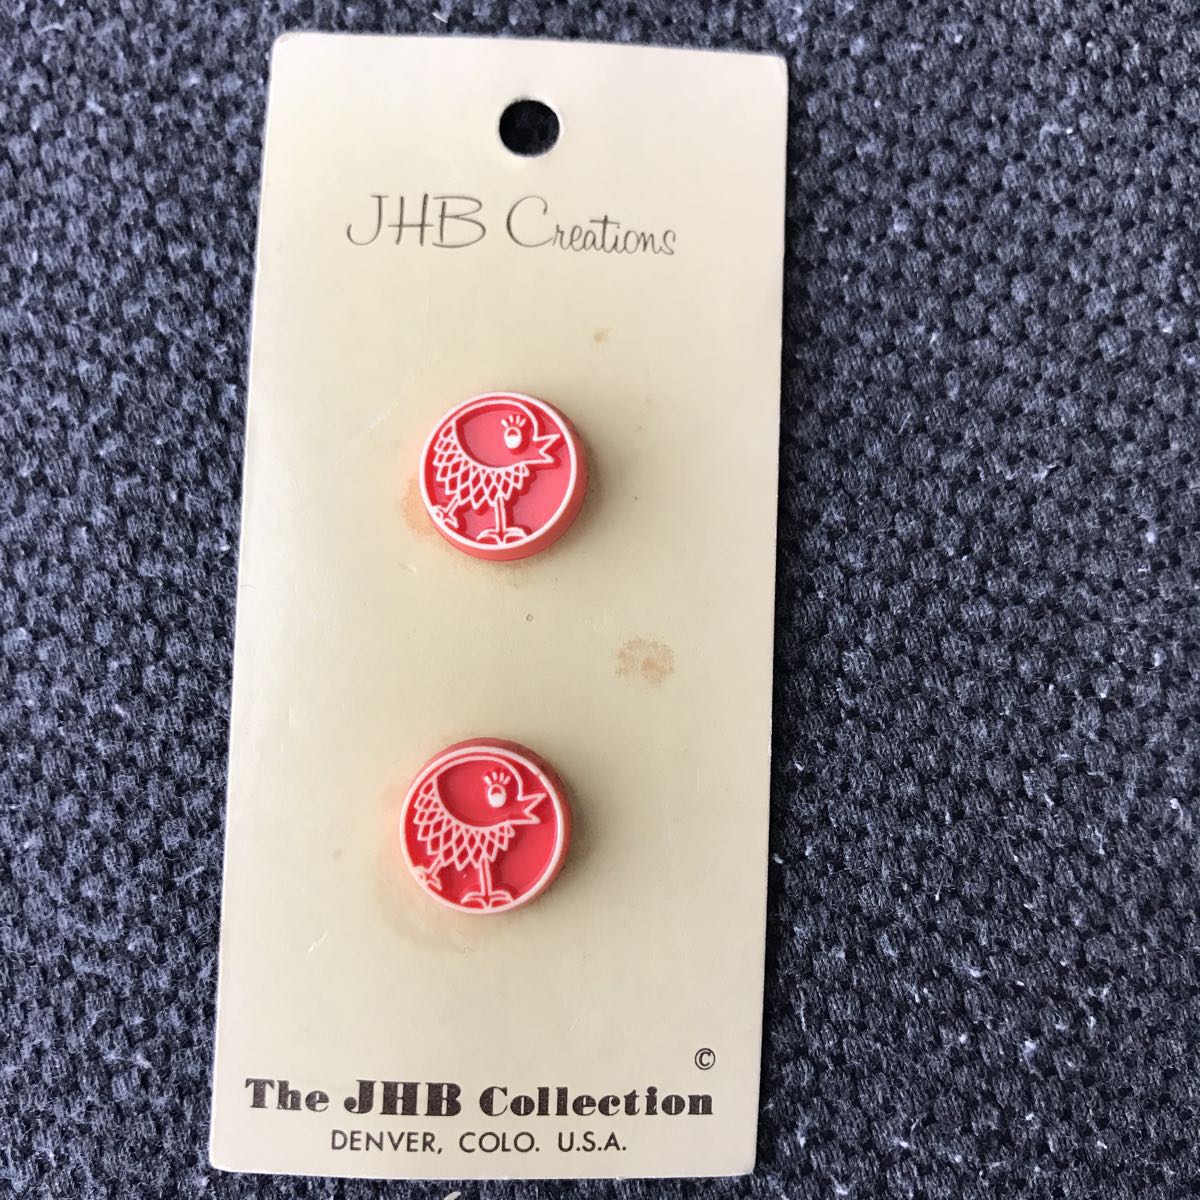 JHB Creations
©
The JHB Collection
DENVER, COLO. U.S.A.